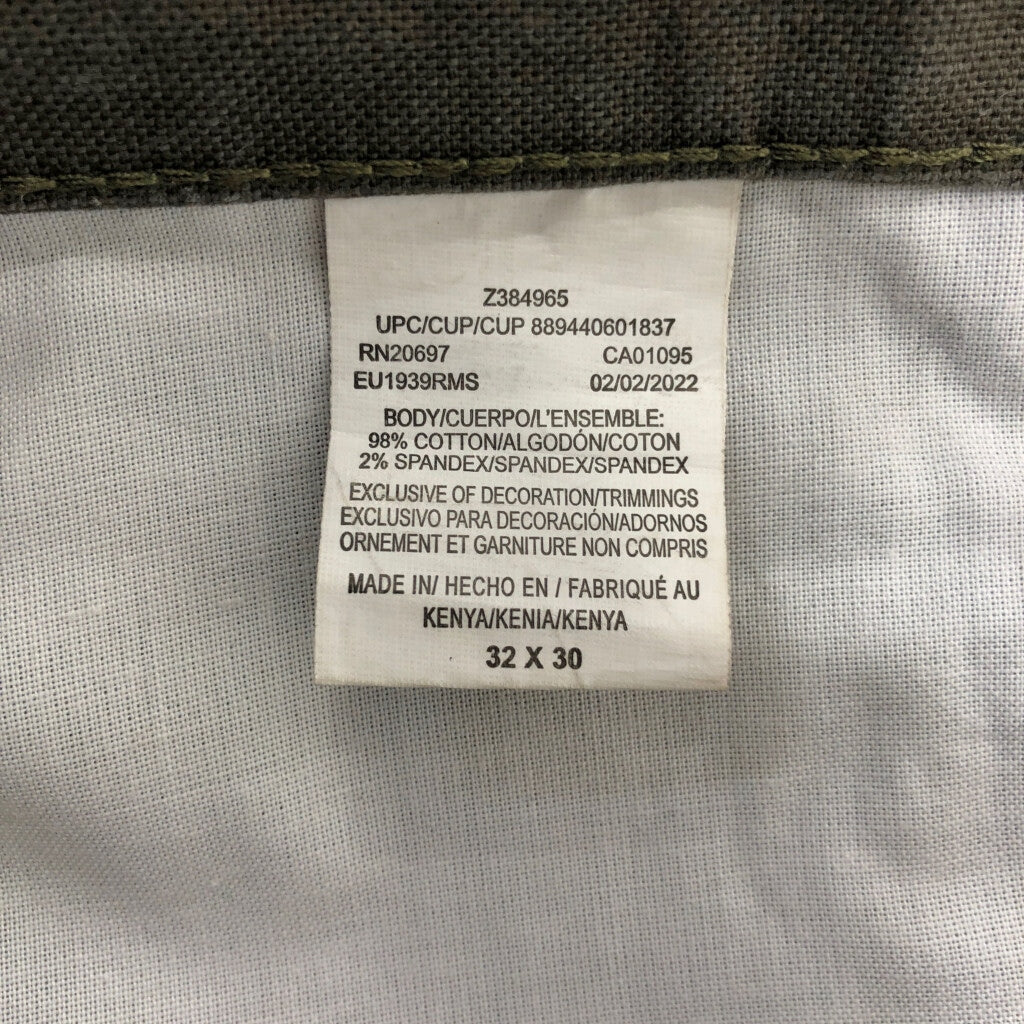 Z384965
UPC/CUP/CUP 889440601837
RN20697 CA01095
EU1939RMS 02/02/2022
BODY/CUERPO/L'ENSEMBLE:
98% COTTON/ALGODÓN/COTON
2% SPANDEX/SPANDEX/SPANDEX
EXCLUSIVE OF DECORATION/TRIMMINGS
EXCLUSIVO PARA DECORACIÓN/ADORNOS
ORNEMENT ET GARNITURE NON COMPRIS
MADE IN/ HECHO EN / FABRIQUÉ AU
KENYA/KENIA/KENYA
32 X 30